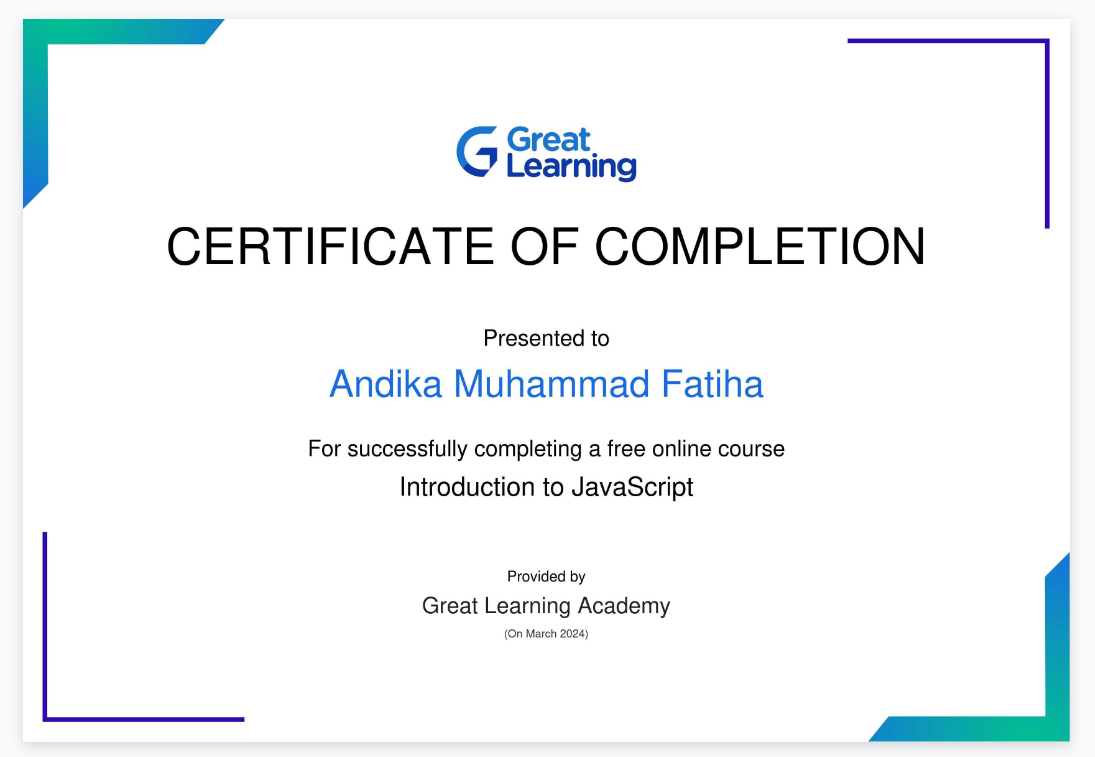 Great
Learning
CERTIFICATE OF COMPLETION
Presented to
Andika Muhammad Fatiha
For successfully completing a free online course
Introduction to JavaScript
Provided by
Great Learning Academy
(On March 2024)